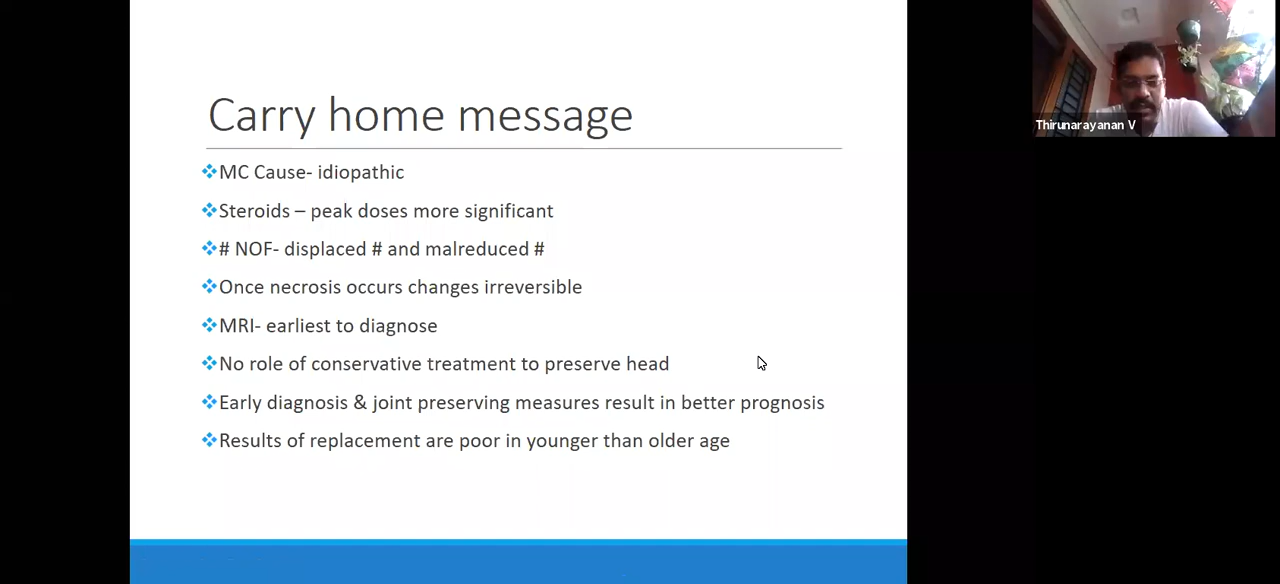 Carry home message
MC Cause- idiopathic
Steroids – peak doses more significant
# NOF- displaced # and malreduced #
Once necrosis occurs changes irreversible
MRI- earliest to diagnose
No role of conservative treatment to preserve head
Early diagnosis & joint preserving measures result in better prognosis
Results of replacement are poor in younger than older age
Thirunarayanan V